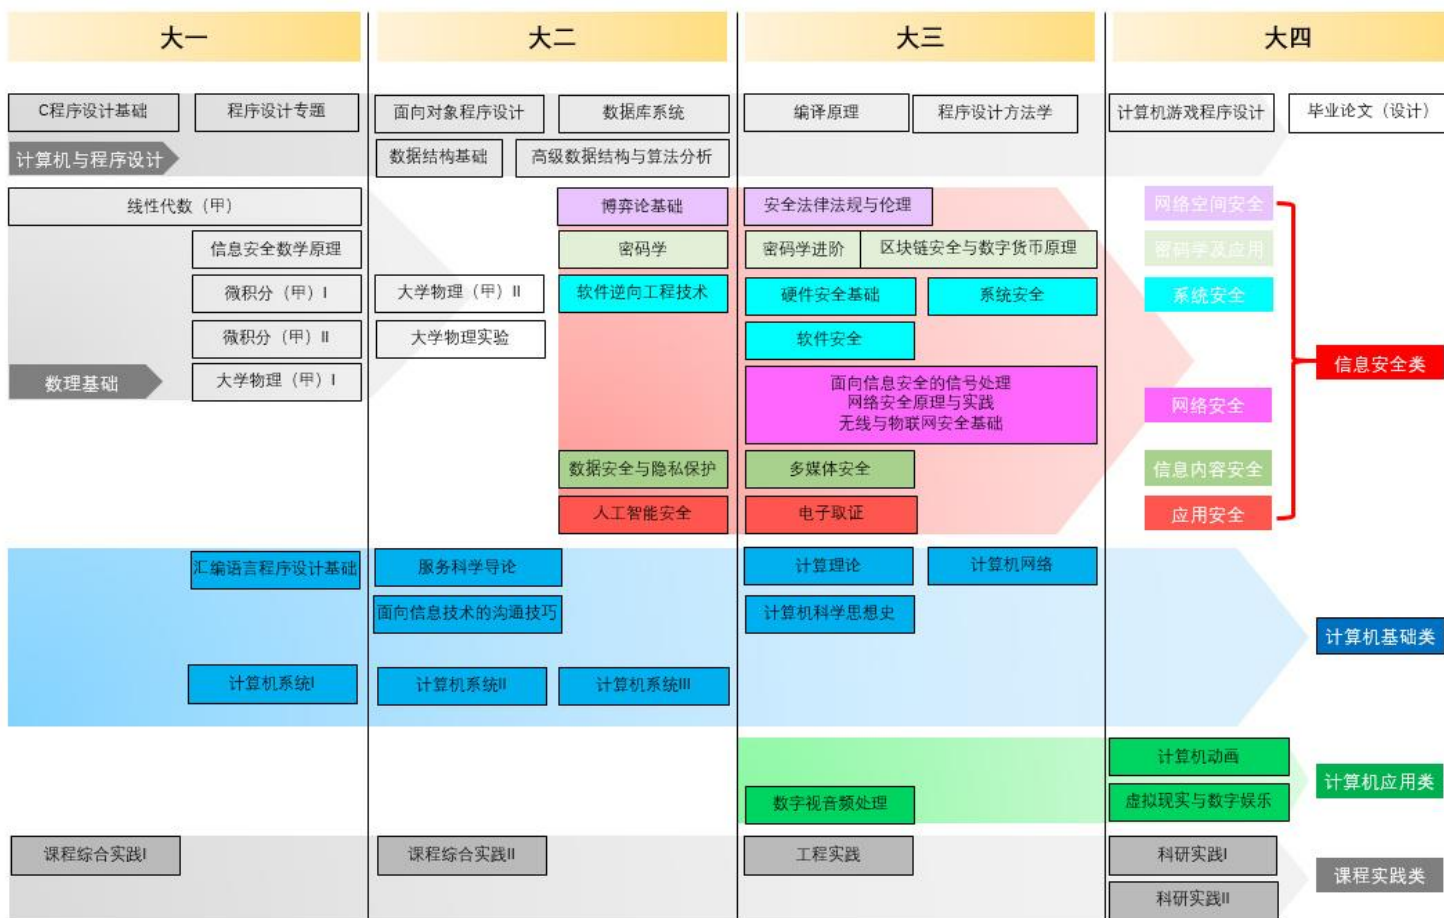 大一
大二
大三
大四
C程序设计基础
程序设计专题
面向对象程序设计
数据库系统
编译原理
程序设计方法学
计算机游戏程序设计
毕业论文（设计）
计算机与程序设计
数据结构基础
高级数据结构与算法分析
线性代数（甲）
博弈论基础
安全法律法规与伦理
网络空间安全
信息安全数学原理
密码学
密码学进阶
区块链安全与数字货币原理
密码学及应用
微积分（甲）I
大学物理（甲）II
软件逆向工程技术
硬件安全基础
系统安全
系统安全
微积分（甲）II
大学物理实验
软件安全
信息安全类
数理基础
大学物理（甲）I
面向信息安全的信号处理
网络安全原理与实践
无线与物联网安全基础
网络安全
数据安全与隐私保护
多媒体安全
信息内容安全
人工智能安全
电子取证
应用安全
汇编语言程序设计基础
服务科学导论
计算理论
计算机网络
面向信息技术的沟通技巧
计算机科学思想史
计算机基础类
计算机系统I
计算机系统II
计算机系统III
计算机动画
计算机应用类
数字视音频处理
虚拟现实与数字娱乐
课程综合实践I
课程综合实践II
工程实践
科研实践I
课程实践类
科研实践II